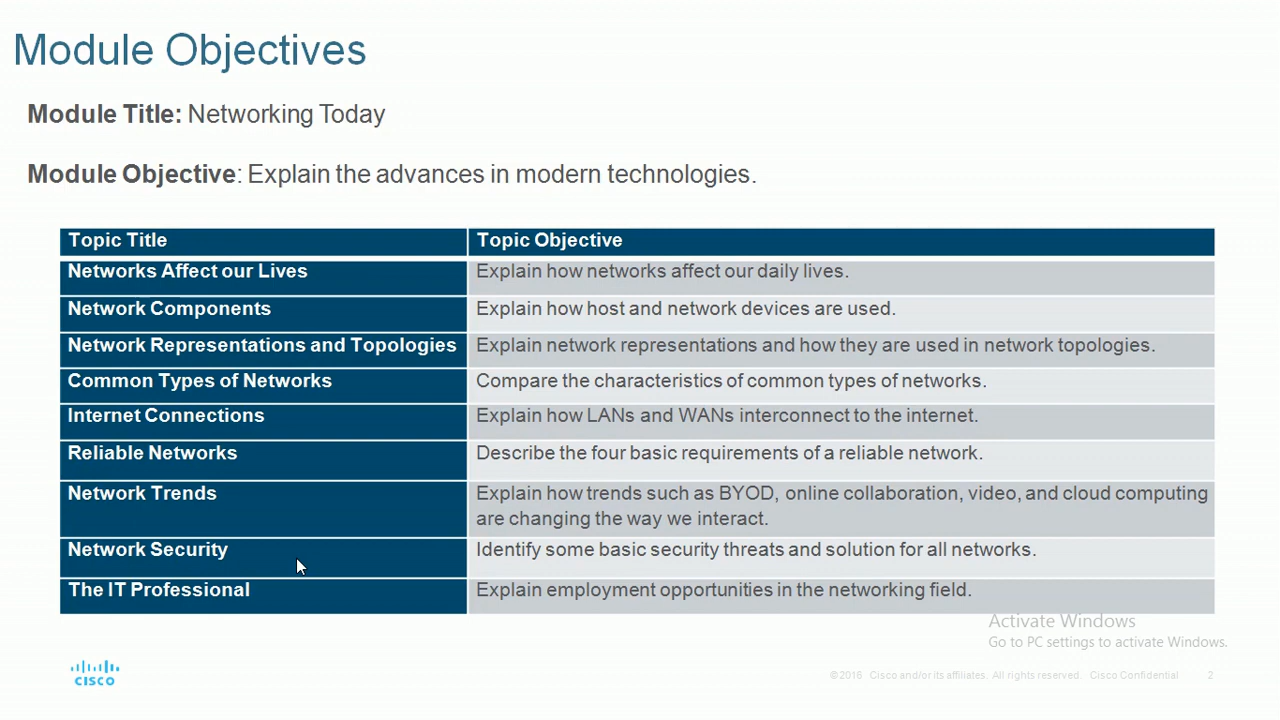 Module Objectives
Module Title: Networking Today
Module Objective: Explain the advances in modern technologies.
Topic Title Topic Objective
Networks Affect our Lives Explain how networks affect our daily lives.
Network Components Explain how host and network devices are used.
Network Representations and Topologies Explain network representations and how they are used in network topologies.
Common Types of Networks Compare the characteristics of common types of networks.
Internet Connections Explain how LANs and WANs interconnect to the internet.
Reliable Networks Describe the four basic requirements of a reliable network.
Network Trends Explain how trends such as BYOD, online collaboration, video, and cloud computing
are changing the way we interact.
Network Security Identify some basic security threats and solution for all networks.
The IT Professional Explain employment opportunities in the networking field.
Activate Windows
Go to PC settings to activate Windows.
CISCO
© 2016 Cisco and/or its affiliates. All rights reserved. Cisco Confidential 2